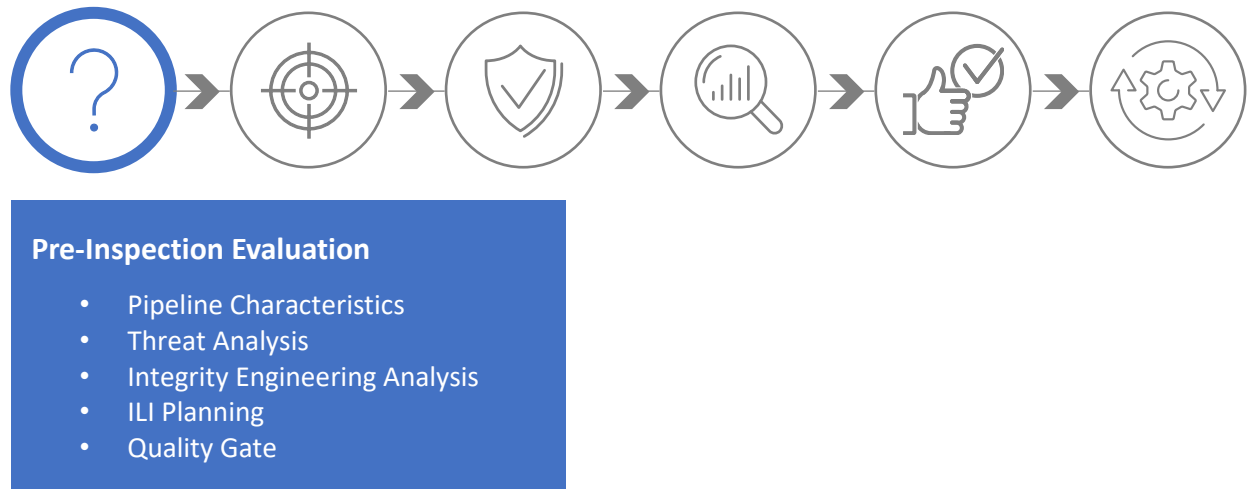 ?
Pre-Inspection Evaluation
• Pipeline Characteristics
• Threat Analysis
• Integrity Engineering Analysis
• ILI Planning
• Quality Gate